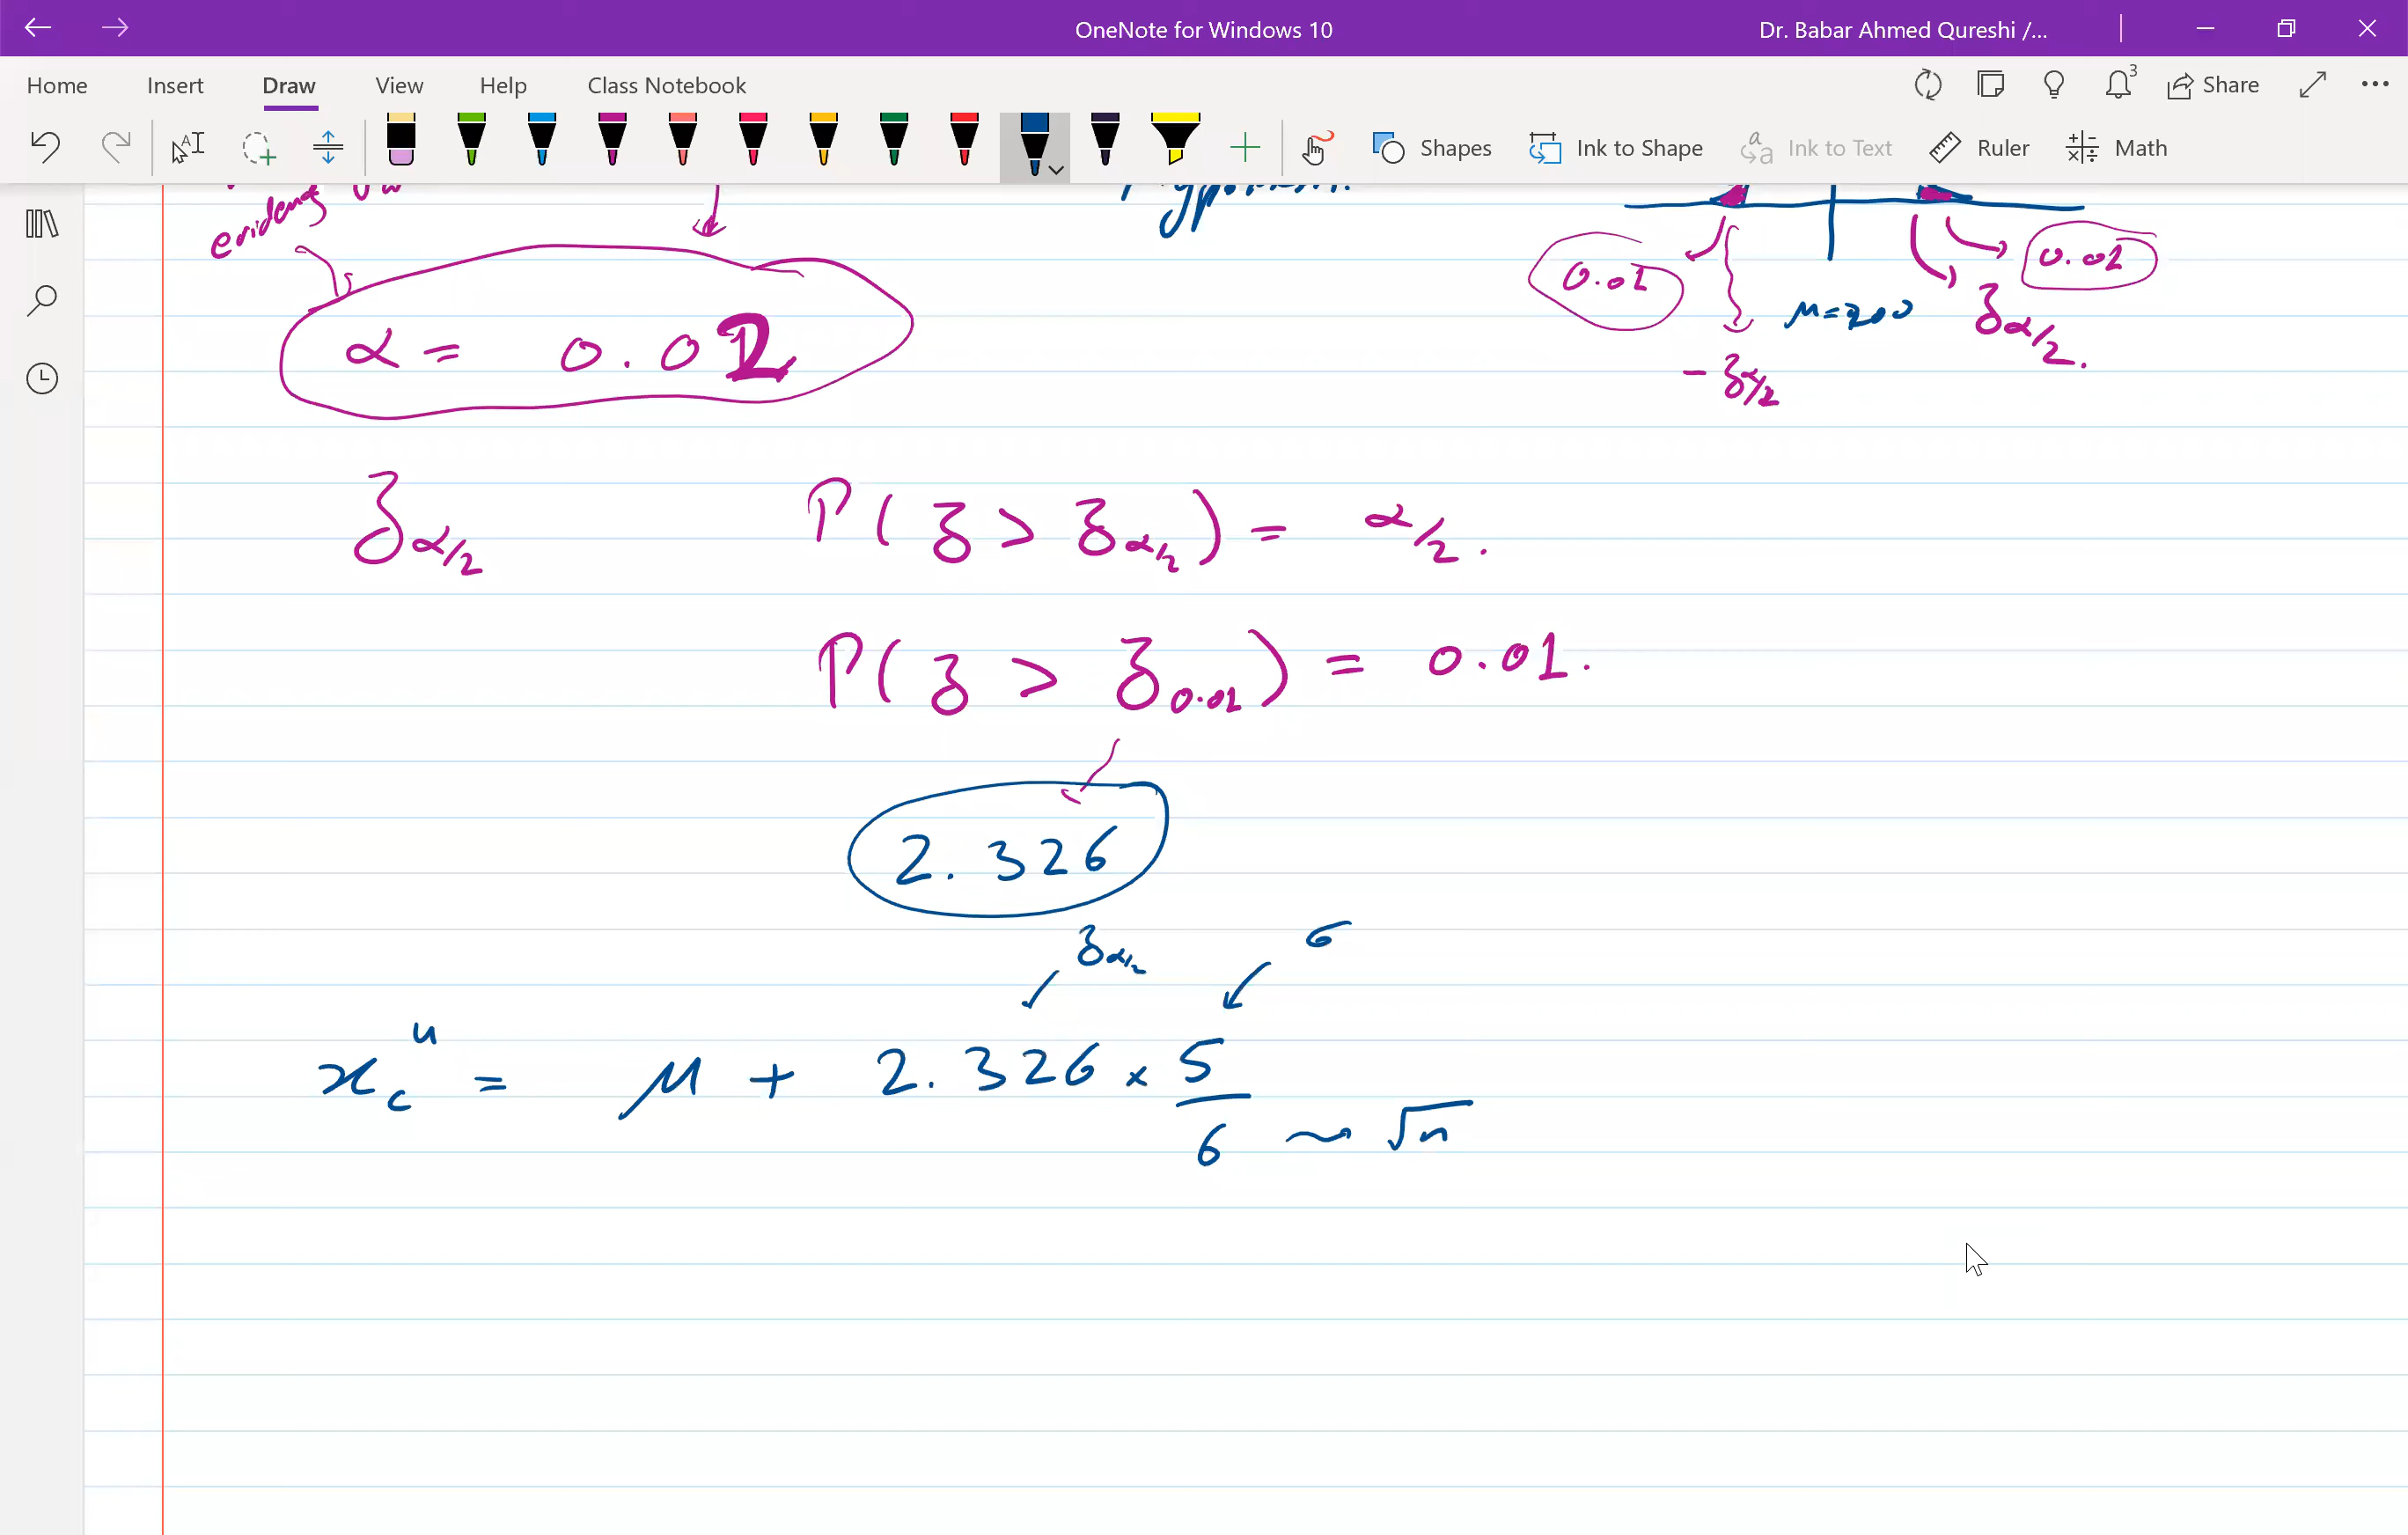 OneNote for Windows 10
Dr. Babar Ahmed Qureshi /...
Home Insert Draw View Help Class Notebook
3
Share
Shapes
Ink to Shape
a a Ink to Text
Ruler
Math
0.01
0.01
μ = 200
z α/2.
- z α/2
α = 0.02
z α/2
P( z > z α/2 ) = α/2.
P( z > z 0.01 ) = 0.01.
2.326
z α/2
σ
x c u = μ + 2.326 × 5/6 ~ √n